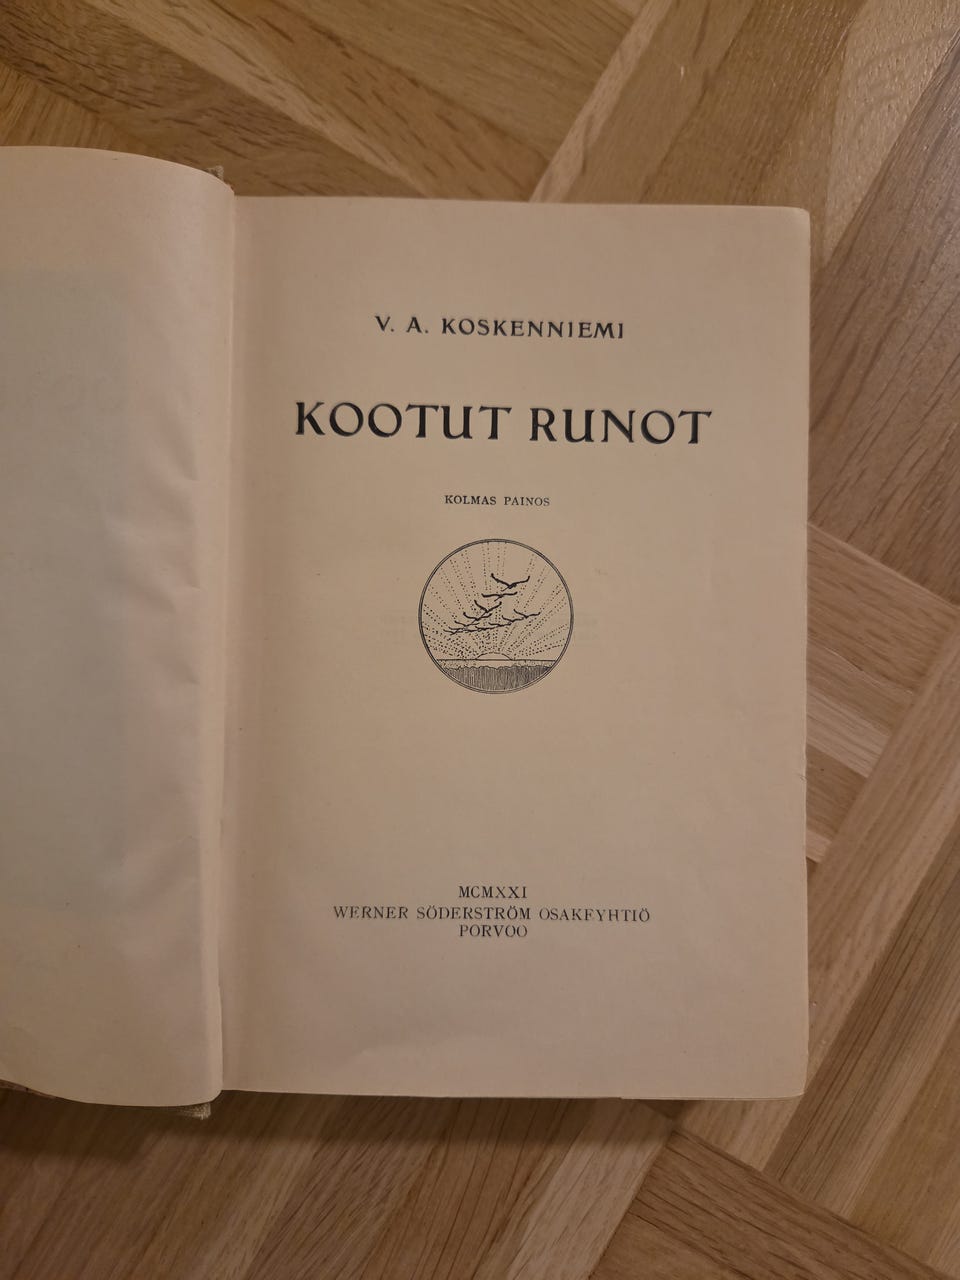 V. A. KOSKENNIEMI
KOOTUT RUNOT
KOLMAS PAINOS
MCMXXI
WERNER SÖDERSTRÖM OSAKEYHTIÖ
PORVOO